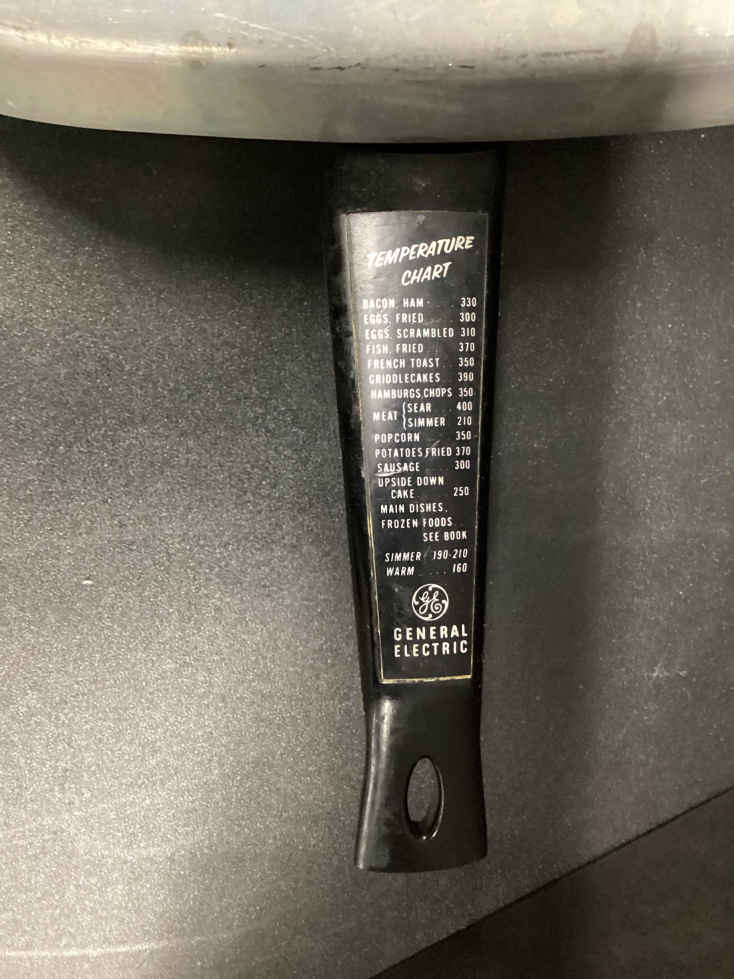 TEMPERATURE
CHART
BACON, HAM . . 330
EGGS, FRIED . . 300
EGGS, SCRAMBLED 310
FISH, FRIED . . 370
FRENCH TOAST . . 350
GRIDDLECAKES . . 390
HAMBURGS,CHOPS 350
MEAT { SEAR . 400
SIMMER 210
POPCORN . . 350
POTATOES,FRIED 370
SAUSAGE . . 300
UPSIDE DOWN
CAKE . . 250
MAIN DISHES,
FROZEN FOODS . .
SEE BOOK
SIMMER 190-210
WARM . . . . 160
GE
GENERAL
ELECTRIC